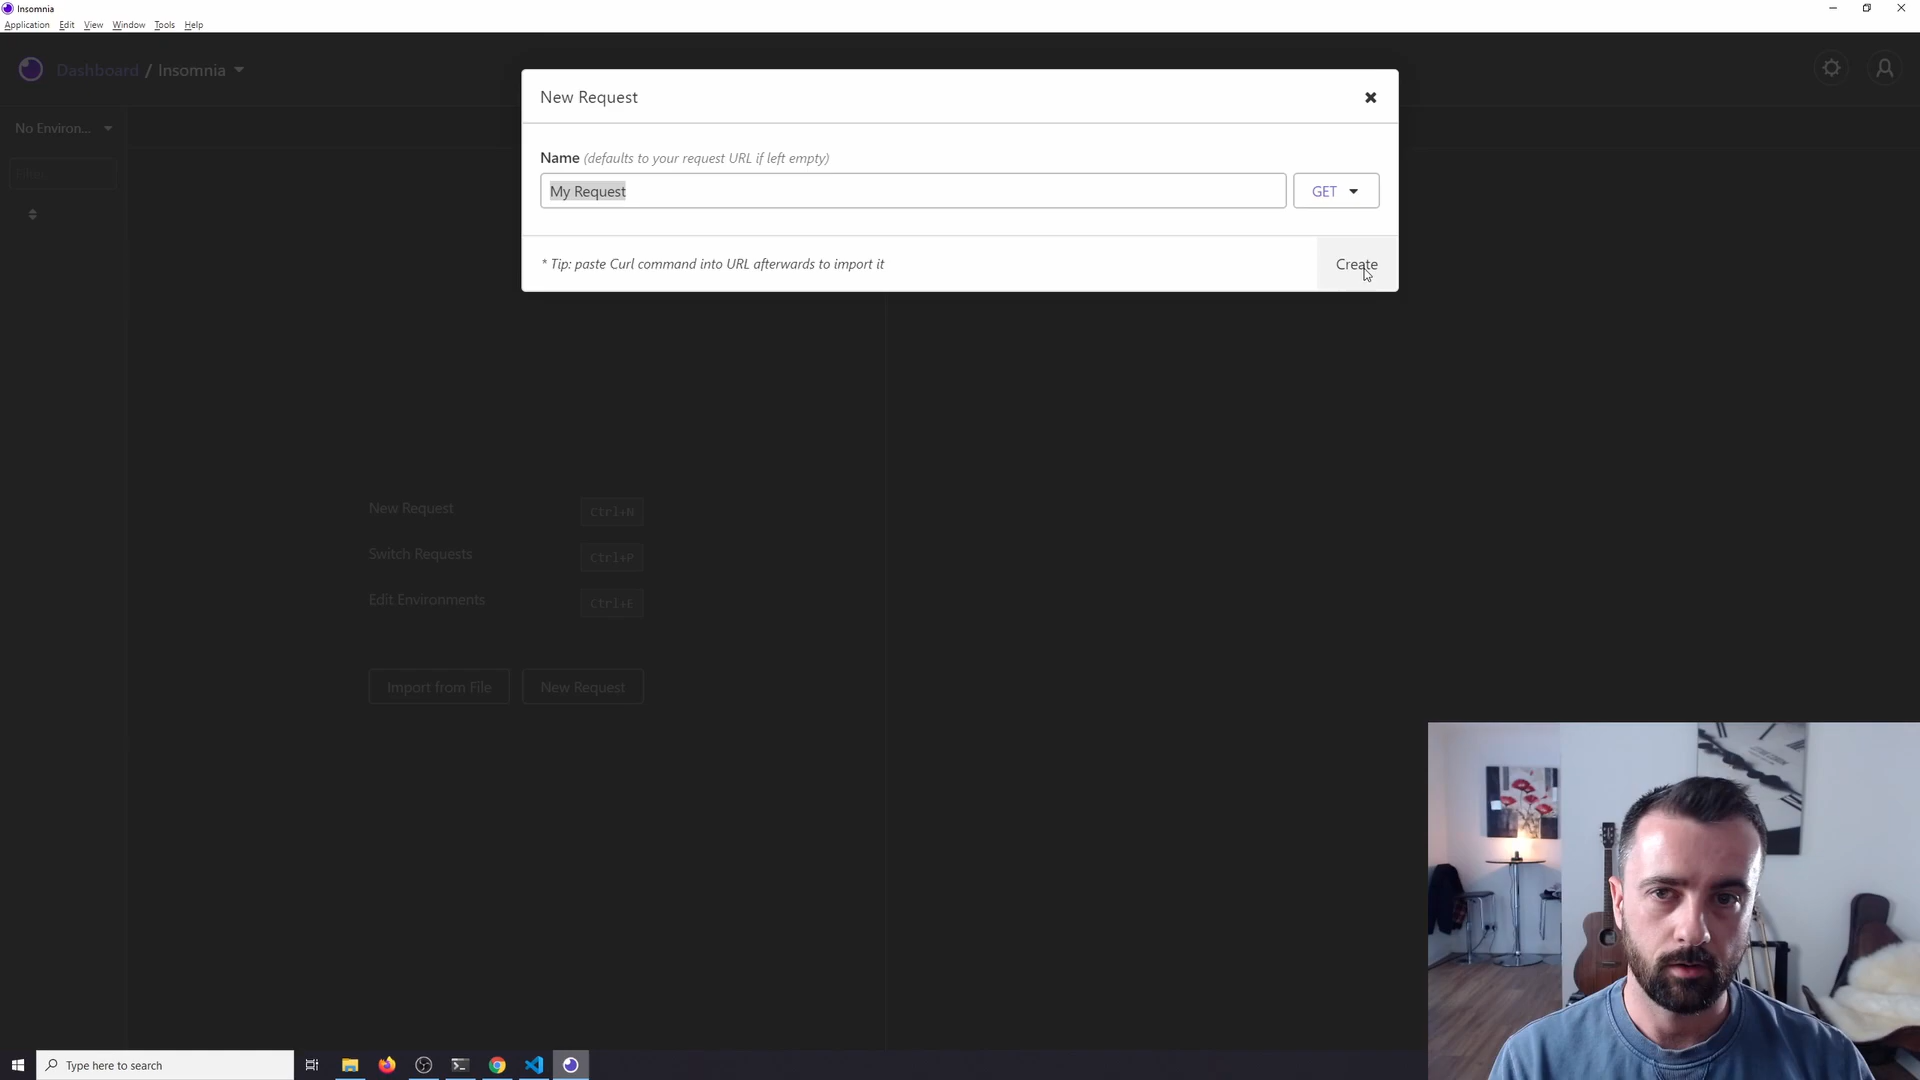 Insomnia
Application Edit View Window Tools Help
Dashboard / Insomnia
No Environ...
New Request
Name (defaults to your request URL if left empty)
My Request
GET
* Tip: paste Curl command into URL afterwards to import it
Create
New Request Ctrl+N
Switch Requests Ctrl+P
Edit Environments Ctrl+E
Import from File
New Request
Type here to search